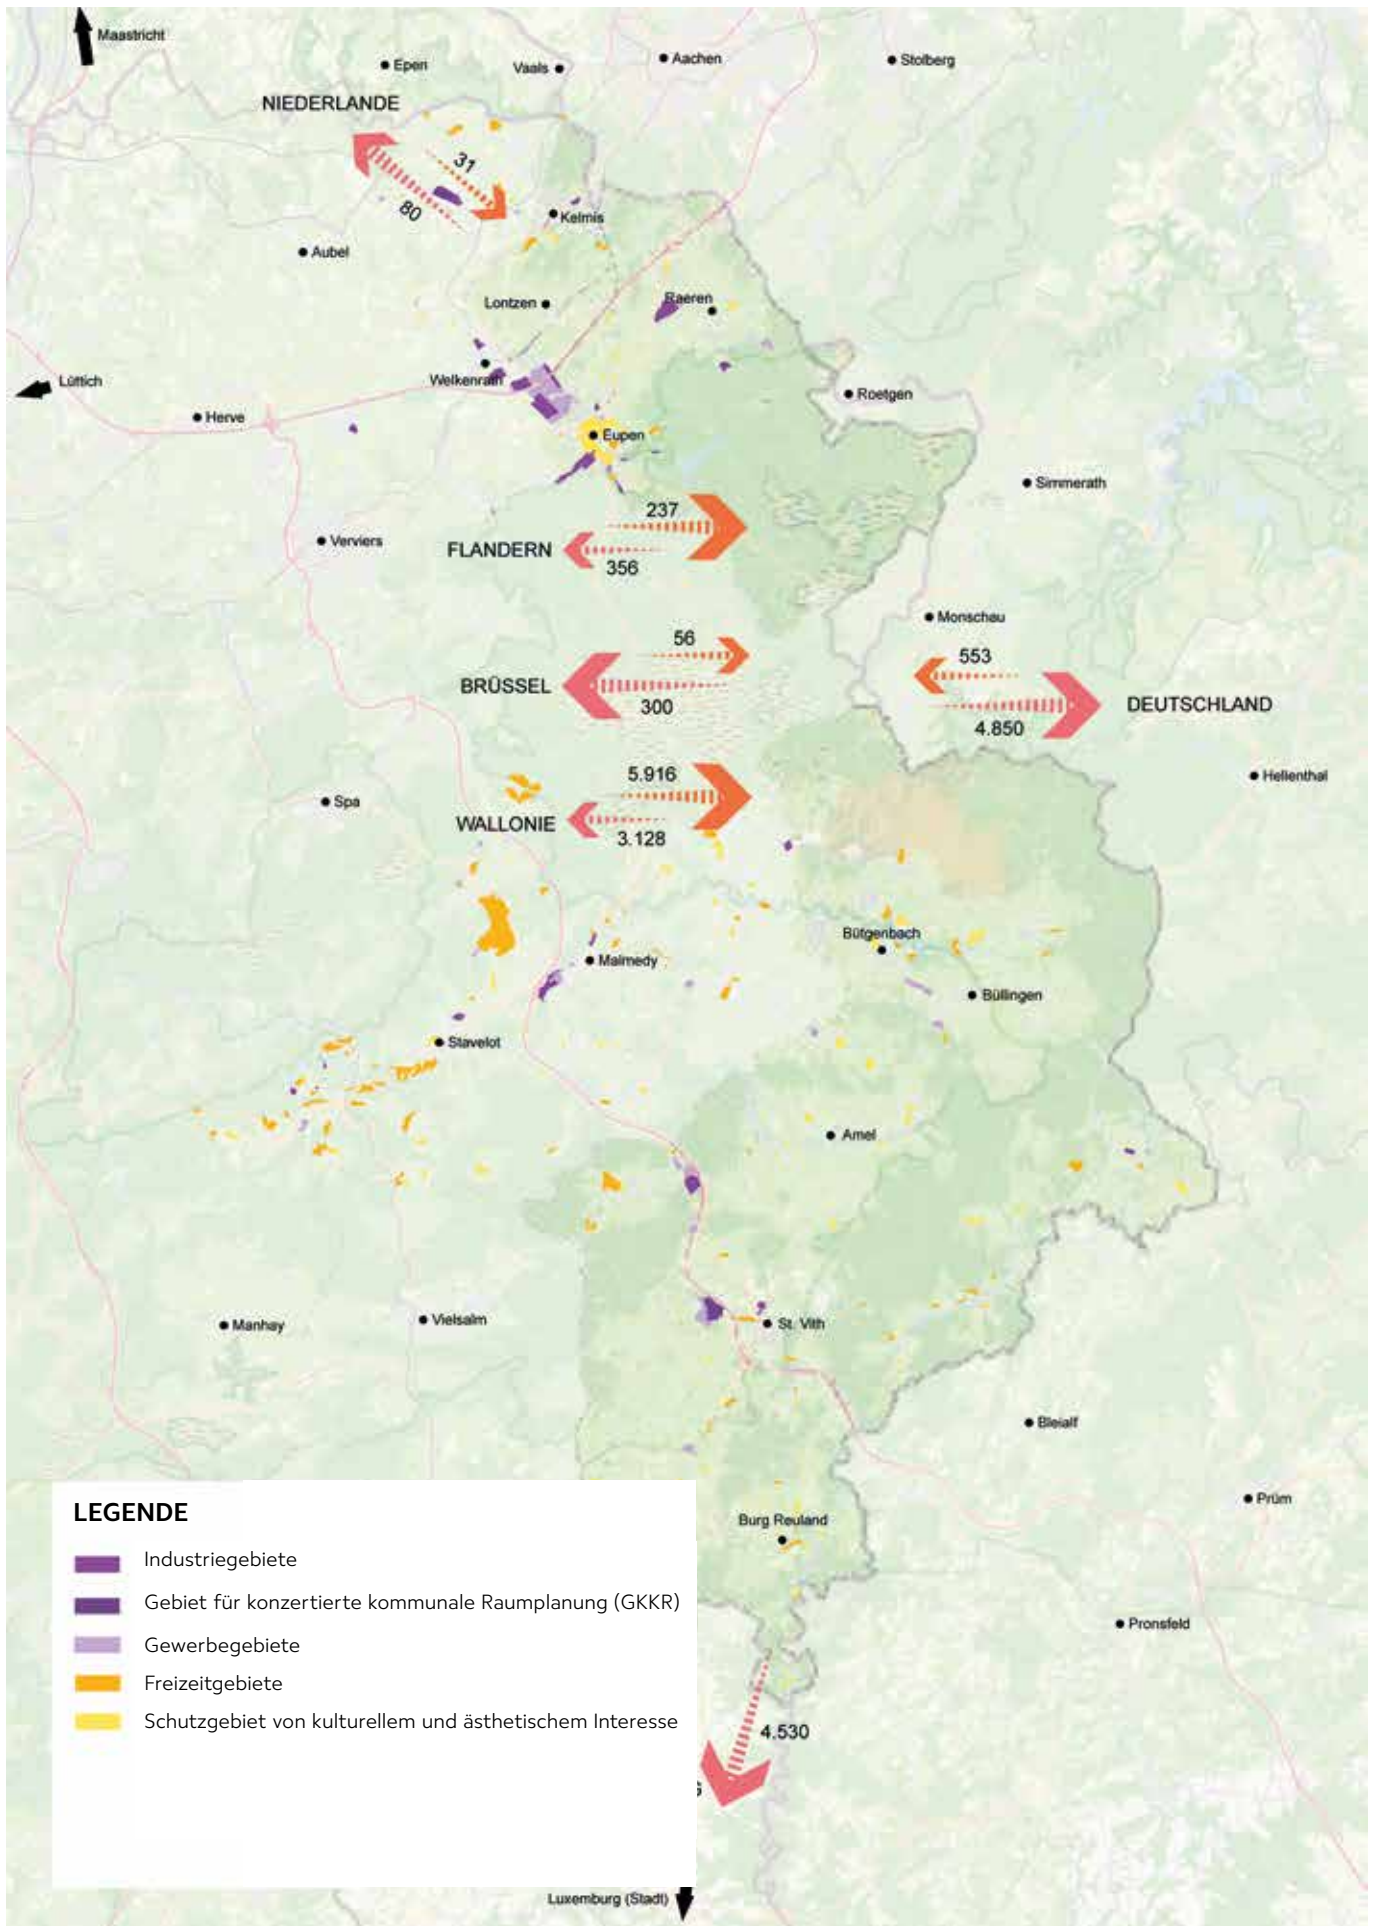 Maastricht
Epen
Vaals
Aachen
Stolberg
NIEDERLANDE
31
80
Kelmis
Aubel
Lontzen
Raeren
Welkenrath
Lüttich
Roetgen
Herve
Eupen
Simmerath
237
FLANDERN
356
Verviers
Monschau
56
BRÜSSEL
300
553
DEUTSCHLAND
4.850
Hellenthal
5.916
Spa
WALLONIE
3.128
Bütgenbach
Malmedy
Büllingen
Stavelot
Amel
Manhay
Vielsalm
St. Vith
Bleialf
Prüm
Burg Reuland
Pronsfeld
LEGENDE
Industriegebiete
Gebiet für konzertierte kommunale Raumplanung (GKKR)
Gewerbegebiete
Freizeitgebiete
Schutzgebiet von kulturellem und ästhetischem Interesse
4.530
Luxemburg (Stadt)